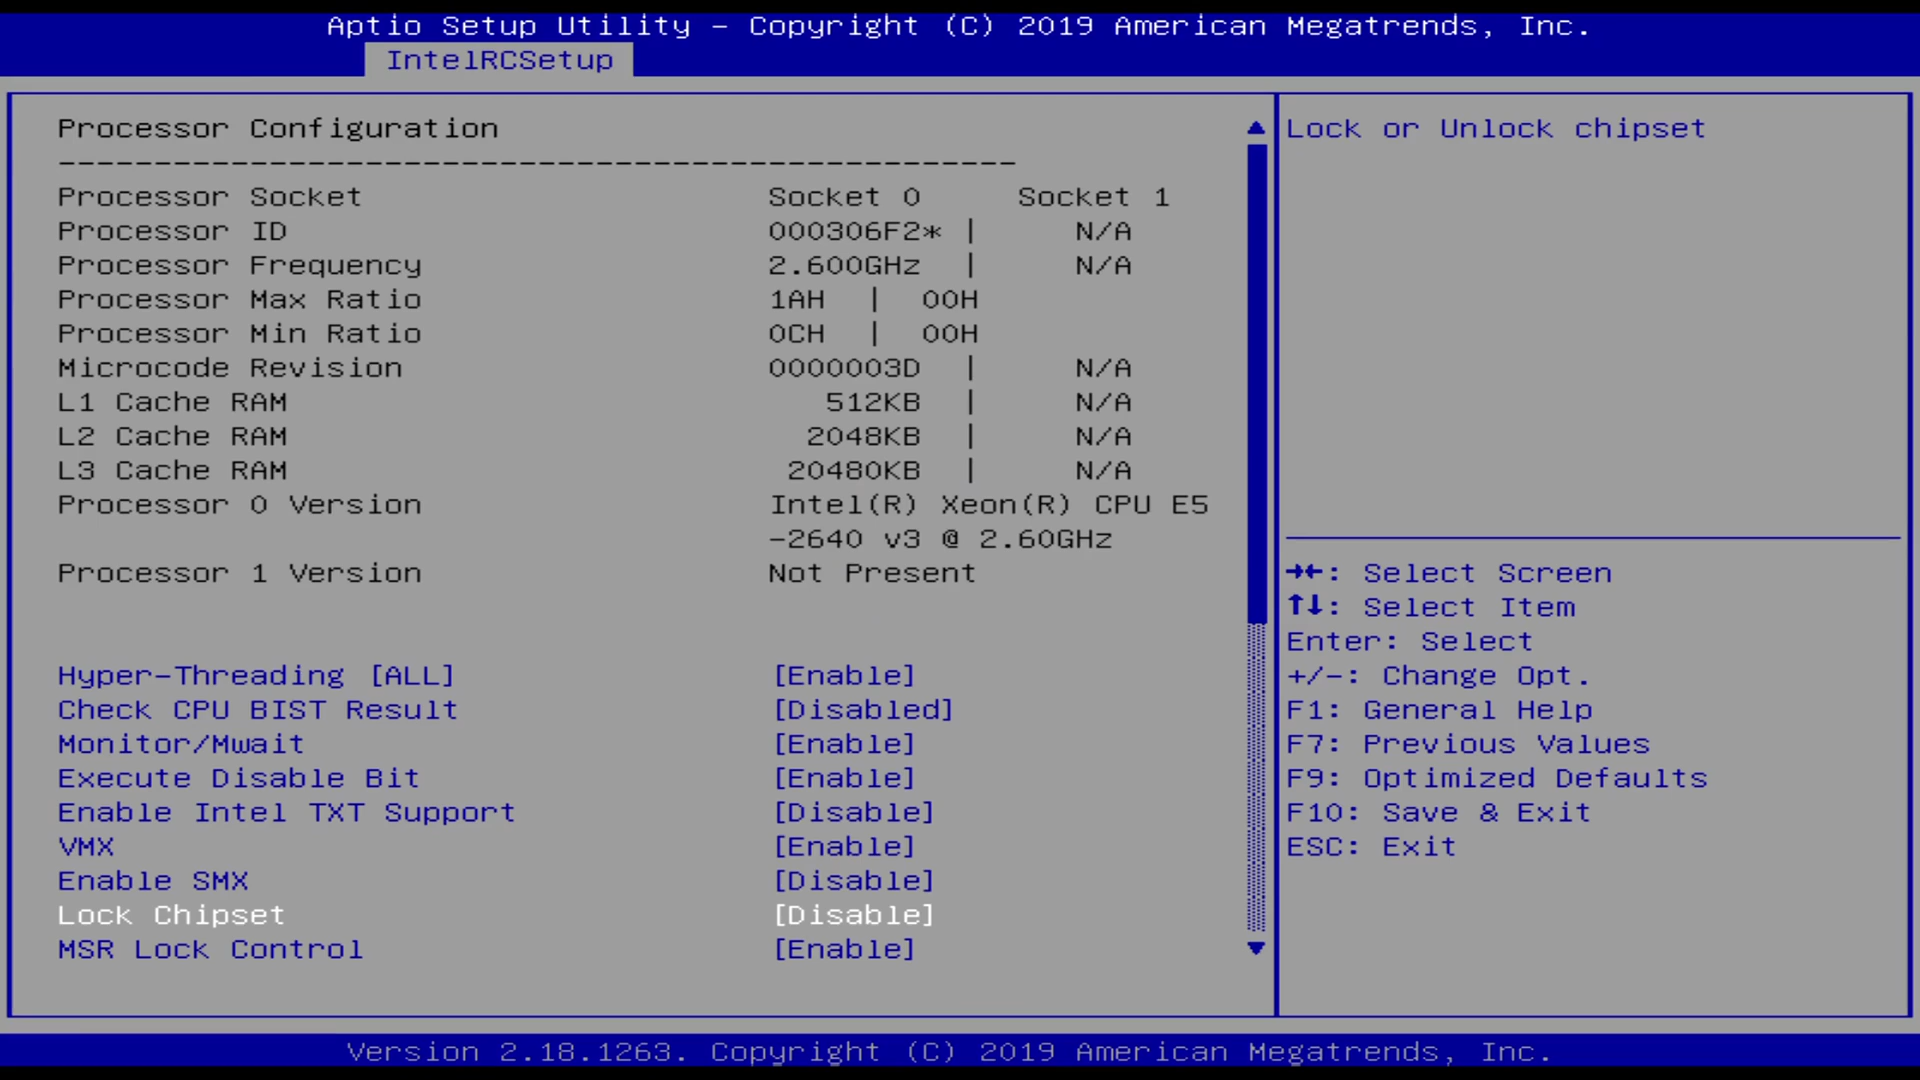 Aptio Setup Utility - Copyright (C) 2019 American Megatrends, Inc.
IntelRCSetup
Processor Configuration
--------------------------------------------------
Processor Socket Socket 0 Socket 1
Processor ID 000306F2* | N/A
Processor Frequency 2.600GHz | N/A
Processor Max Ratio 1AH | 00H
Processor Min Ratio 0CH | 00H
Microcode Revision 0000003D | N/A
L1 Cache RAM 512KB | N/A
L2 Cache RAM 2048KB | N/A
L3 Cache RAM 20480KB | N/A
Processor 0 Version Intel(R) Xeon(R) CPU E5
-2640 v3 @ 2.60GHz
Processor 1 Version Not Present
Hyper-Threading [ALL] [Enable]
Check CPU BIST Result [Disabled]
Monitor/Mwait [Enable]
Execute Disable Bit [Enable]
Enable Intel TXT Support [Disable]
VMX [Enable]
Enable SMX [Disable]
Lock Chipset [Disable]
MSR Lock Control [Enable]
Lock or Unlock chipset
→←: Select Screen
↑↓: Select Item
Enter: Select
+/-: Change Opt.
F1: General Help
F7: Previous Values
F9: Optimized Defaults
F10: Save & Exit
ESC: Exit
Version 2.18.1263. Copyright (C) 2019 American Megatrends, Inc.